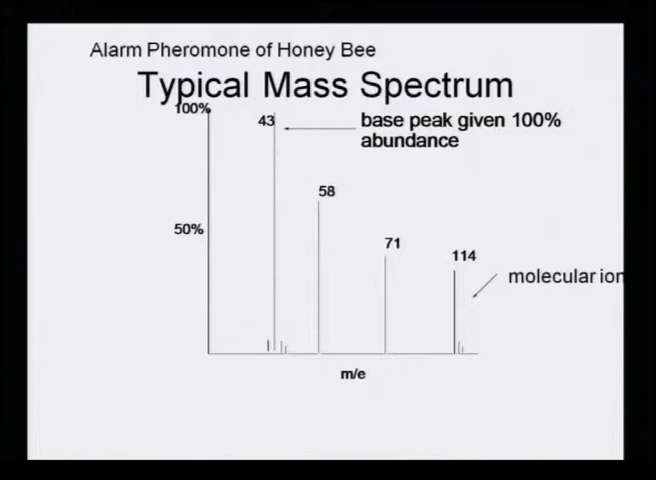 Alarm Pheromone of Honey Bee
Typical Mass Spectrum
100%
43
base peak given 100%
abundance
58
50%
71
114
molecular ion
m/e